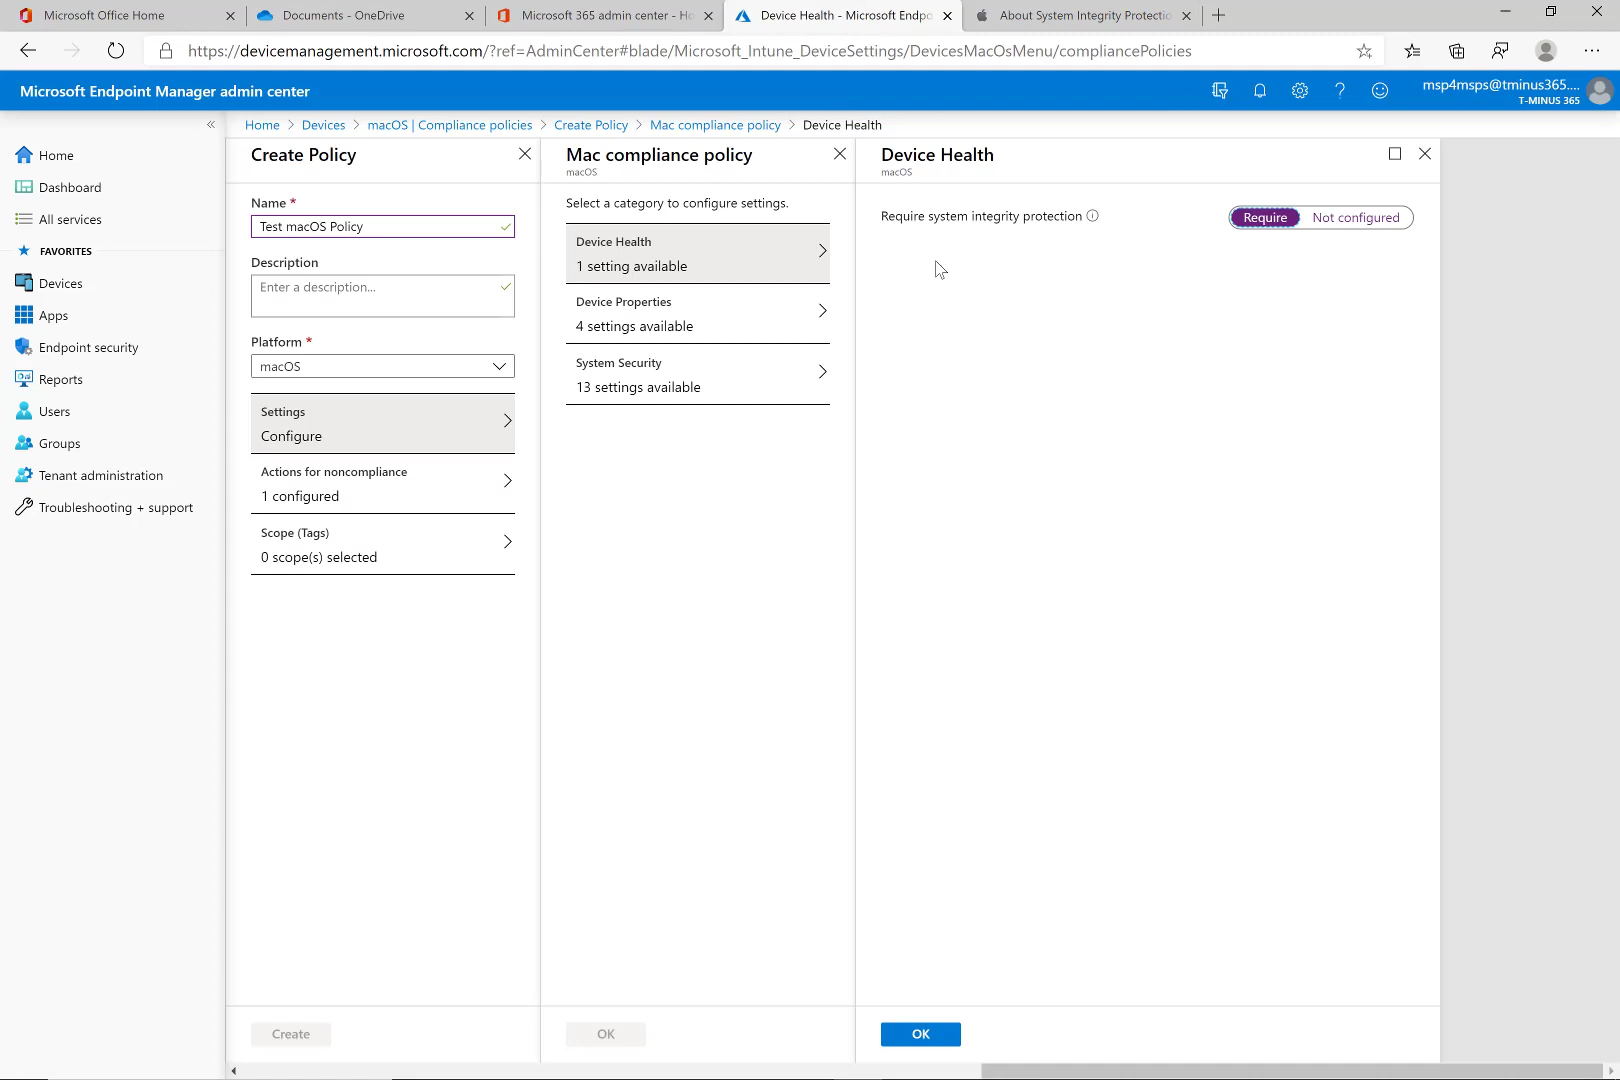 Microsoft Office Home
Documents - OneDrive
Microsoft 365 admin center - Ho
Device Health - Microsoft Endpo
About System Integrity Protectio
https://devicemanagement.microsoft.com/?ref=AdminCenter#blade/Microsoft_Intune_DeviceSettings/DevicesMacOsMenu/compliancePolicies
Microsoft Endpoint Manager admin center
msp4msps@tminus365....
T-MINUS 365
Home > Devices > macOS | Compliance policies > Create Policy > Mac compliance policy > Device Health
Home
Dashboard
All services
FAVORITES
Devices
Apps
Endpoint security
Reports
Users
Groups
Tenant administration
Troubleshooting + support
Create Policy
Name *
Test macOS Policy
Description
Enter a description...
Platform *
macOS
Settings
Configure
Actions for noncompliance
1 configured
Scope (Tags)
0 scope(s) selected
Create
Mac compliance policy
macOS
Select a category to configure settings.
Device Health
1 setting available
Device Properties
4 settings available
System Security
13 settings available
OK
Device Health
macOS
Require system integrity protection
Require Not configured
OK